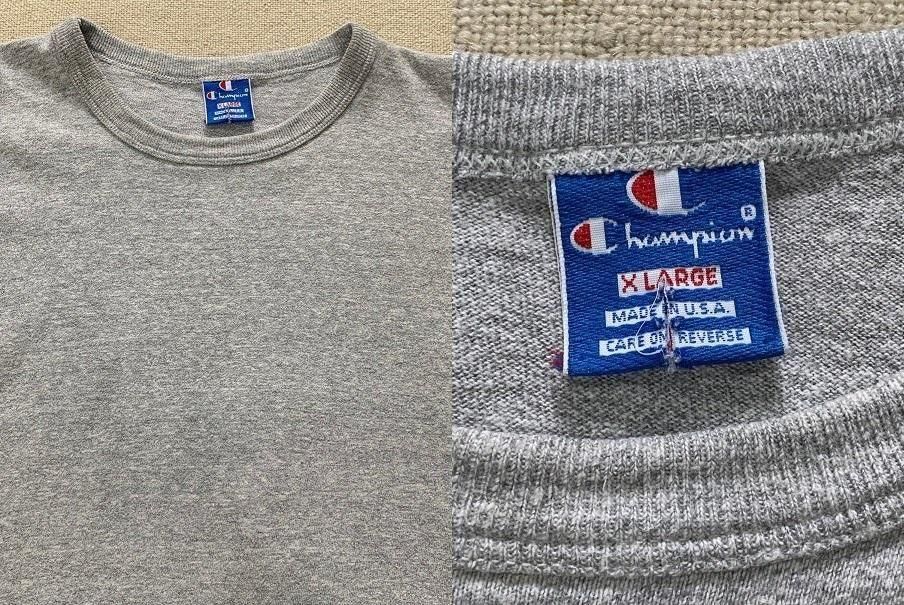 Champion®
X LARGE
Champion ®
X LARGE
MADE IN U.S.A.
CARE ON REVERSE